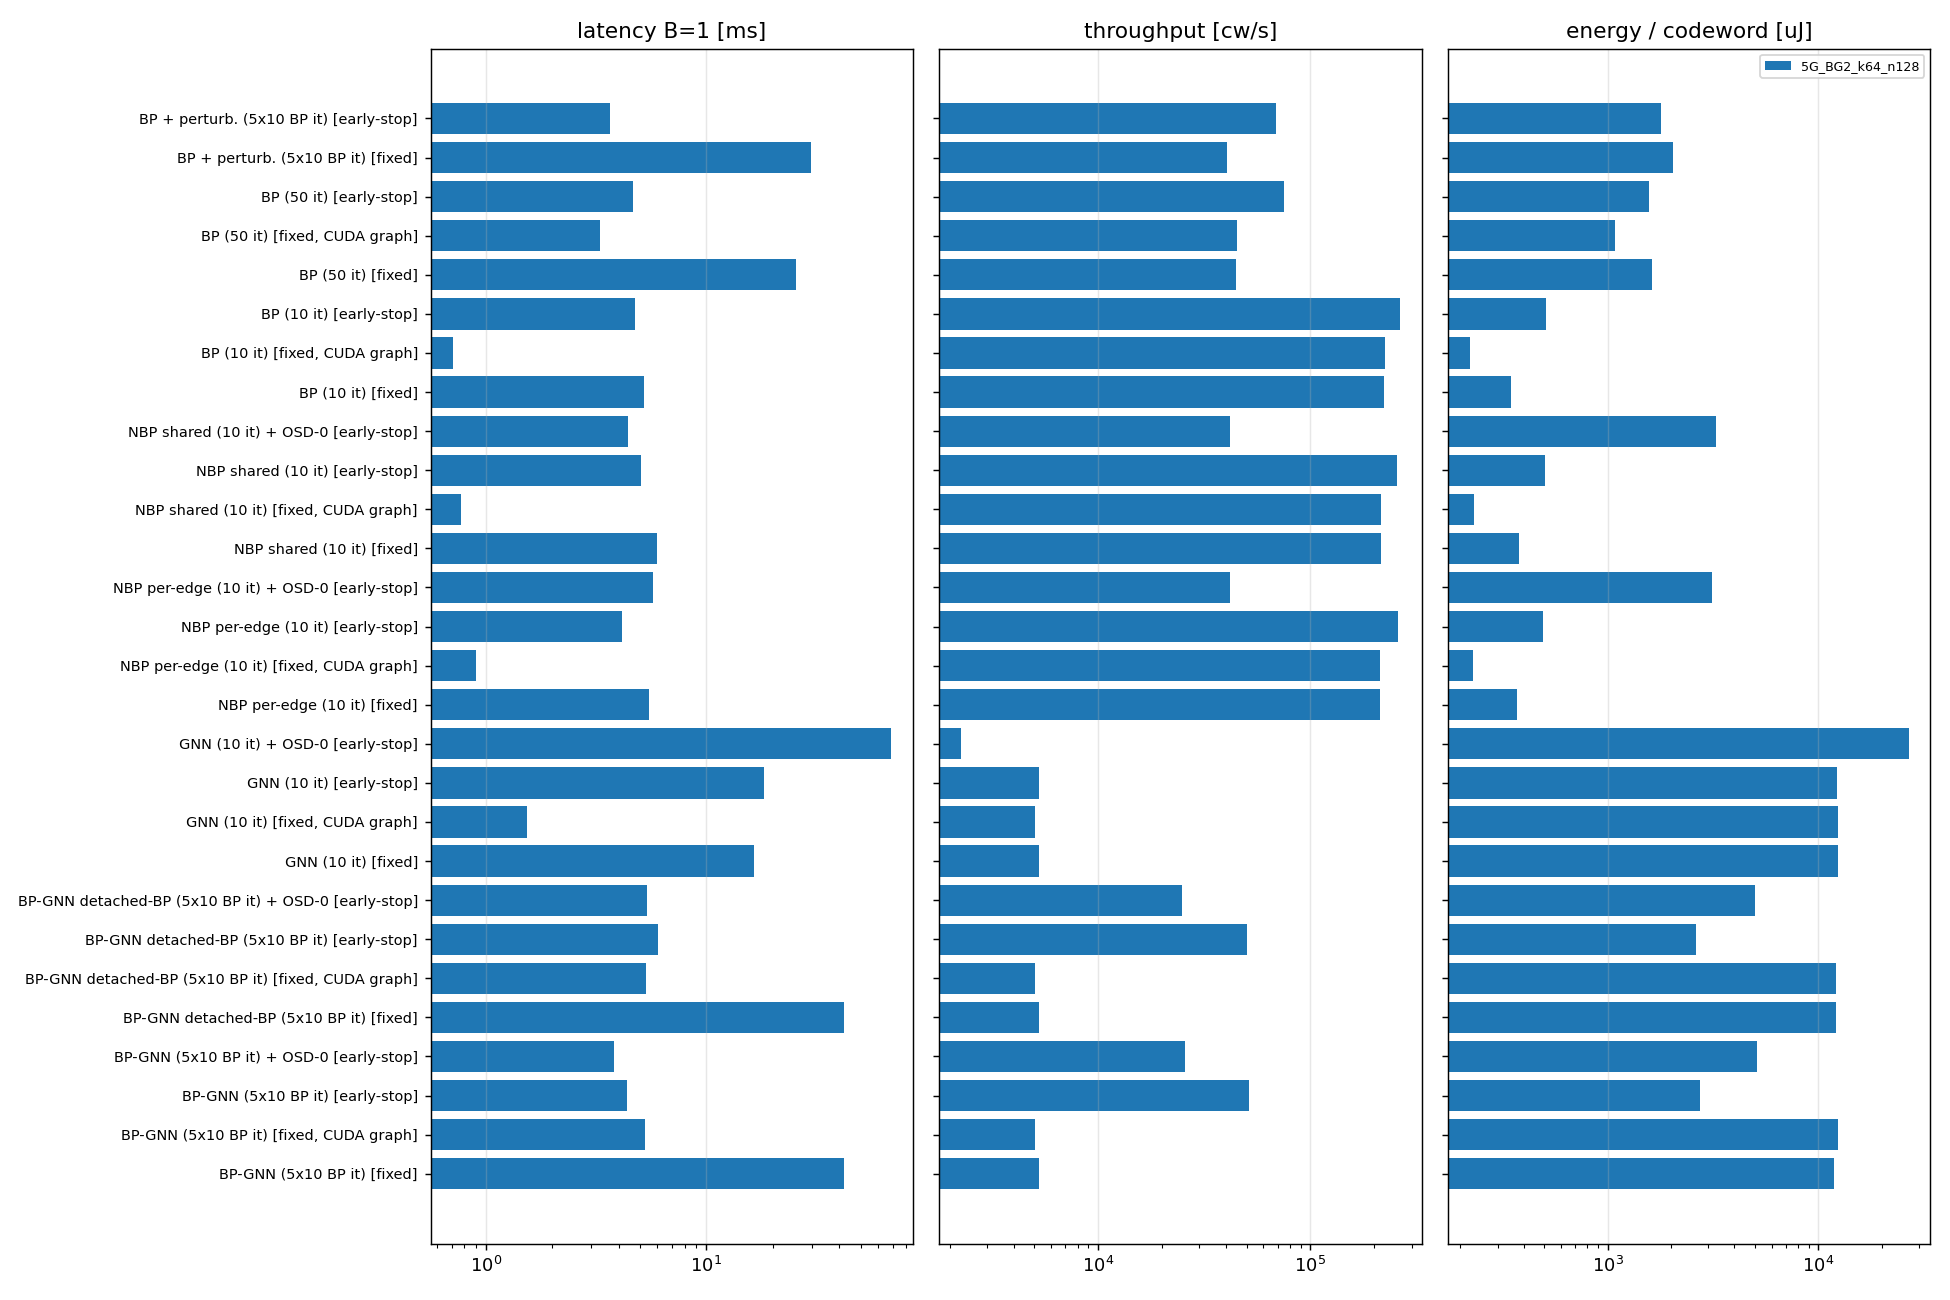 latency B=1 [ms]
throughput [cw/s]
energy / codeword [uJ]
5G_BG2_k64_n128
BP + perturb. (5x10 BP it) [early-stop]
BP + perturb. (5x10 BP it) [fixed]
BP (50 it) [early-stop]
BP (50 it) [fixed, CUDA graph]
BP (50 it) [fixed]
BP (10 it) [early-stop]
BP (10 it) [fixed, CUDA graph]
BP (10 it) [fixed]
NBP shared (10 it) + OSD-0 [early-stop]
NBP shared (10 it) [early-stop]
NBP shared (10 it) [fixed, CUDA graph]
NBP shared (10 it) [fixed]
NBP per-edge (10 it) + OSD-0 [early-stop]
NBP per-edge (10 it) [early-stop]
NBP per-edge (10 it) [fixed, CUDA graph]
NBP per-edge (10 it) [fixed]
GNN (10 it) + OSD-0 [early-stop]
GNN (10 it) [early-stop]
GNN (10 it) [fixed, CUDA graph]
GNN (10 it) [fixed]
BP-GNN detached-BP (5x10 BP it) + OSD-0 [early-stop]
BP-GNN detached-BP (5x10 BP it) [early-stop]
BP-GNN detached-BP (5x10 BP it) [fixed, CUDA graph]
BP-GNN detached-BP (5x10 BP it) [fixed]
BP-GNN (5x10 BP it) + OSD-0 [early-stop]
BP-GNN (5x10 BP it) [early-stop]
BP-GNN (5x10 BP it) [fixed, CUDA graph]
BP-GNN (5x10 BP it) [fixed]
10⁰ 10¹
10⁴ 10⁵
10³ 10⁴